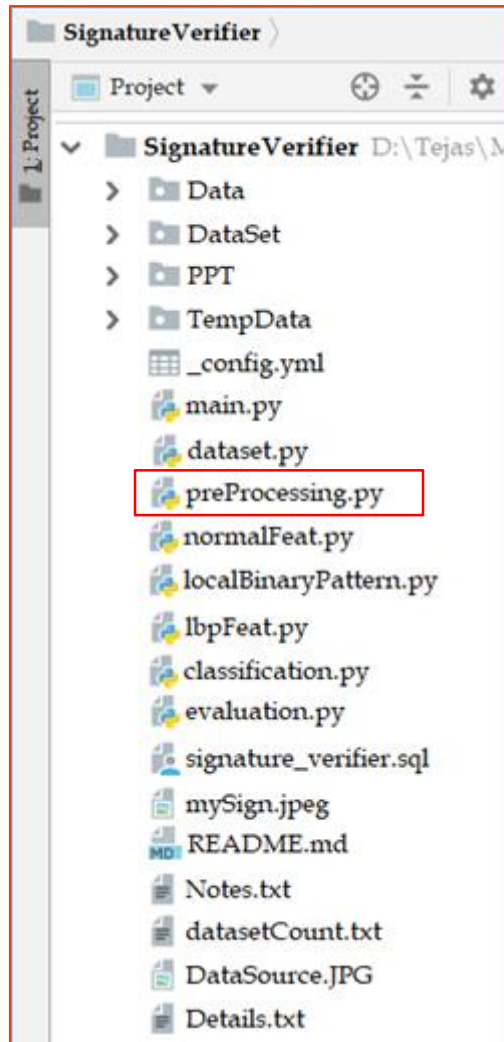 SignatureVerifier
1: Project
Project
SignatureVerifier D:\Tejas\M
Data
DataSet
PPT
TempData
_config.yml
main.py
dataset.py
preProcessing.py
normalFeat.py
localBinaryPattern.py
lbpFeat.py
classification.py
evaluation.py
signature_verifier.sql
mySign.jpeg
MD README.md
Notes.txt
datasetCount.txt
DataSource.JPG
Details.txt